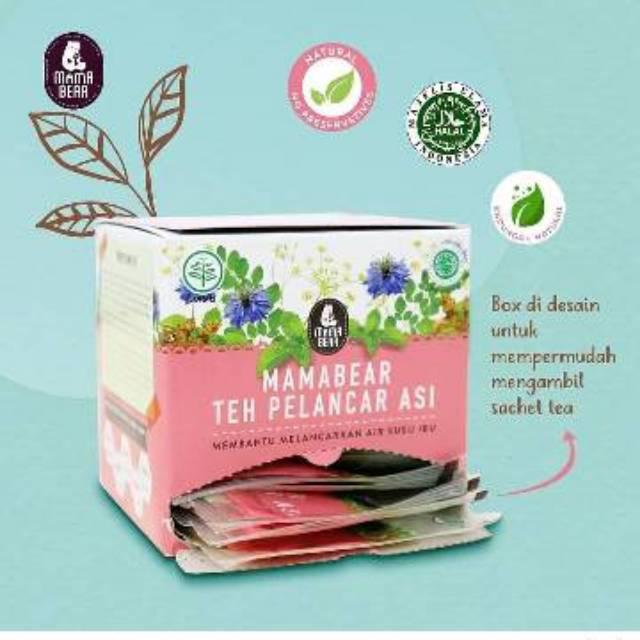 MAMA
BEAR
NATURAL
NO PRESERVATIVES
MAJELIS ULAMA
HALAL
INDONESIA
MAMA
BEAR
MAMABEAR
TEH PELANCAR ASI
MEMBANTU MELANCARKAN AIR SUSU IBU
Box di desain
untuk
mempermudah
mengambil
sachet tea